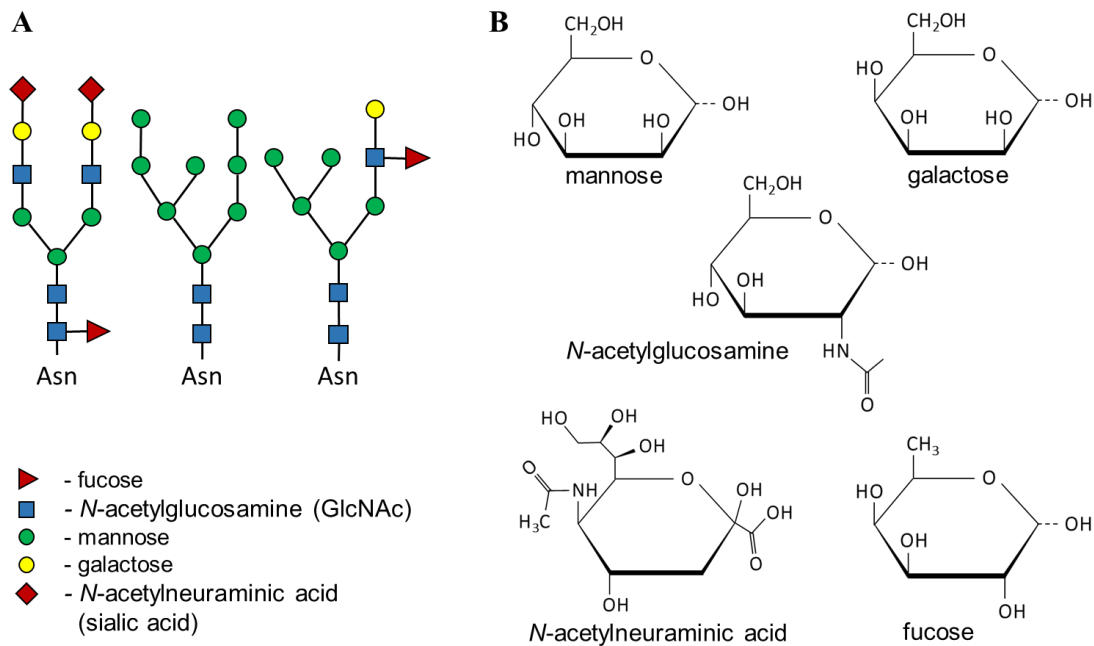 A
Asn
Asn
Asn
- fucose
- N-acetylglucosamine (GlcNAc)
- mannose
- galactose
- N-acetylneuraminic acid
(sialic acid)
B
CH2OH
O
OH
HO
OH
HO
mannose
CH2OH
O
HO
OH
OH
HO
galactose
CH2OH
O
OH
OH
HO
HN
O
N-acetylglucosamine
HO
OH
OH
O
O
NH
H3C
OH
OH
O
OH
N-acetylneuraminic acid
CH3
O
HO
OH
OH
OH
fucose